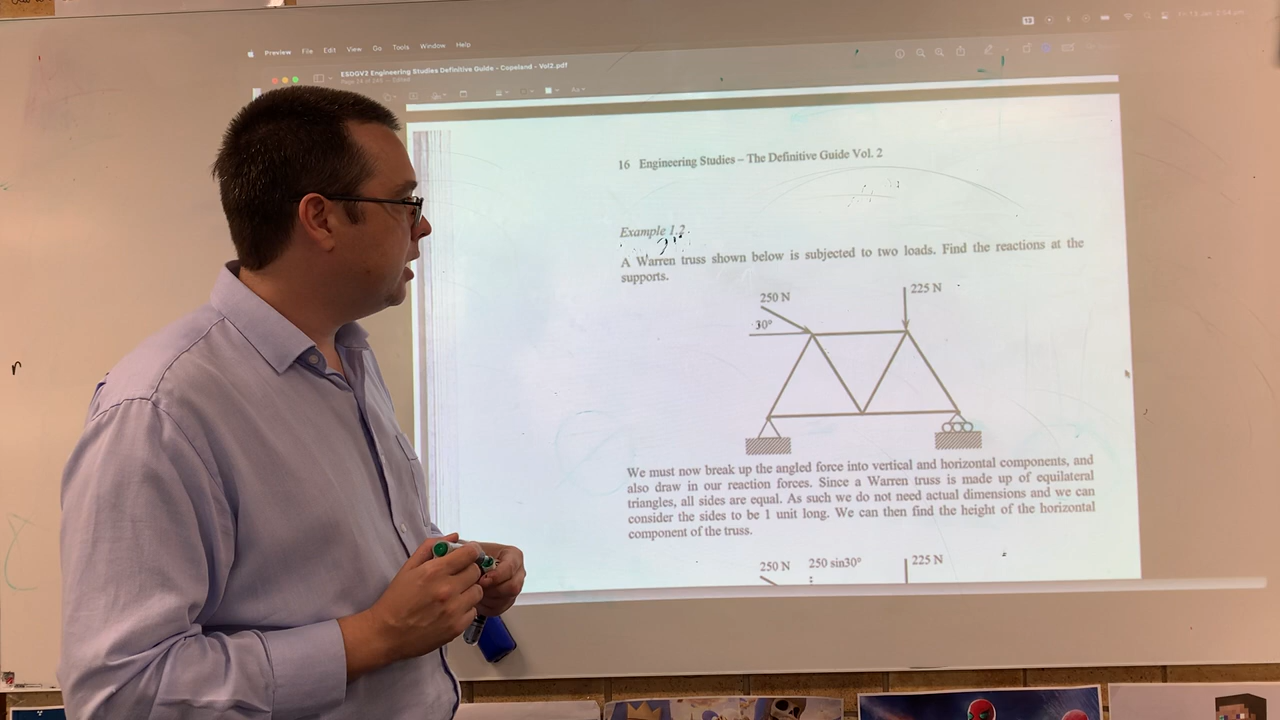 Preview File Edit View Go Tools Window Help
ESDGV2 Engineering Studies Definitive Guide - Copeland - Vol2.pdf
16 Engineering Studies – The Definitive Guide Vol. 2
Example 1.2
A Warren truss shown below is subjected to two loads. Find the reactions at the
supports.
250 N
225 N
30°
We must now break up the angled force into vertical and horizontal components, and
also draw in our reaction forces. Since a Warren truss is made up of equilateral
triangles, all sides are equal. As such we do not need actual dimensions and we can
consider the sides to be 1 unit long. We can then find the height of the horizontal
component of the truss.
250 N 250 sin30° 225 N
r